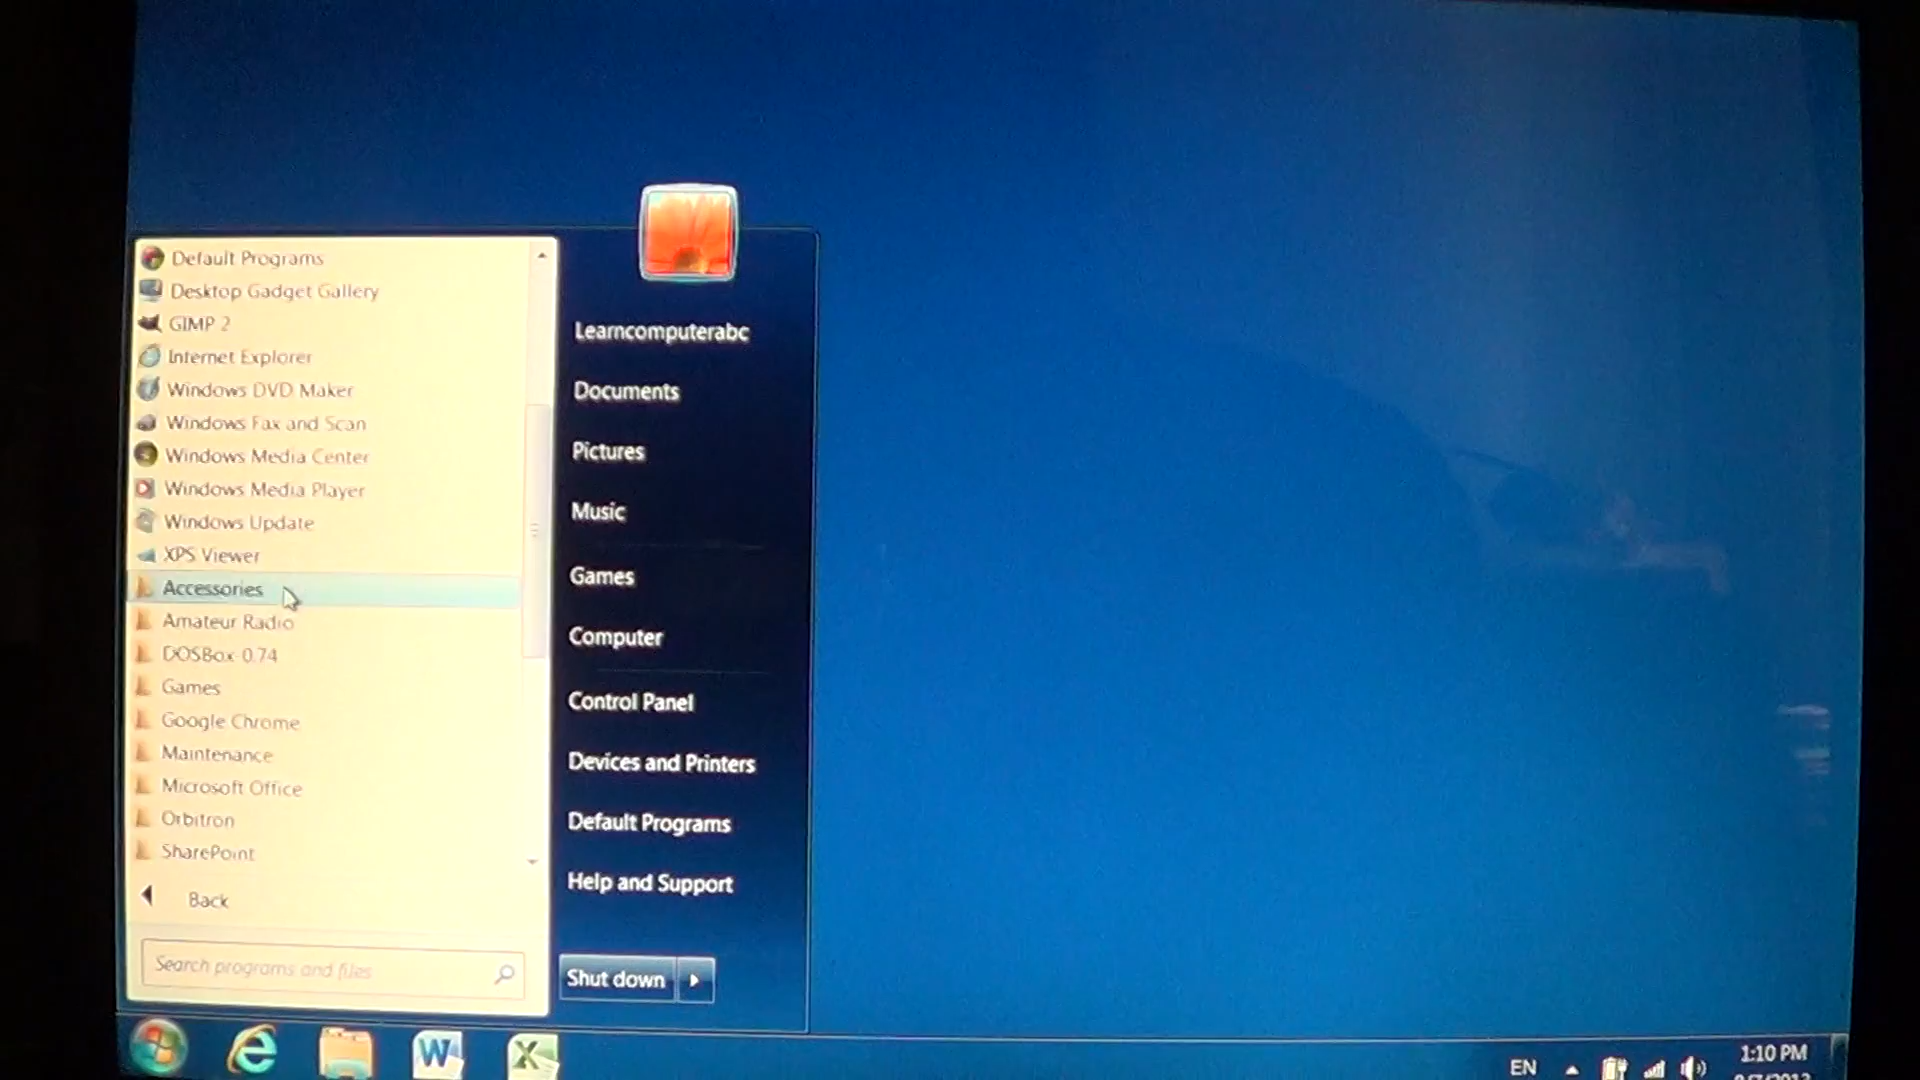 Default Programs
Desktop Gadget Gallery
GIMP 2
Internet Explorer
Windows DVD Maker
Windows Fax and Scan
Windows Media Center
Windows Media Player
Windows Update
XPS Viewer
Accessories
Amateur Radio
DOSBox-0.74
Games
Google Chrome
Maintenance
Microsoft Office
Orbitron
SharePoint
Back
Search programs and files
Learncomputerabc
Documents
Pictures
Music
Games
Computer
Control Panel
Devices and Printers
Default Programs
Help and Support
Shut down
EN
1:10 PM